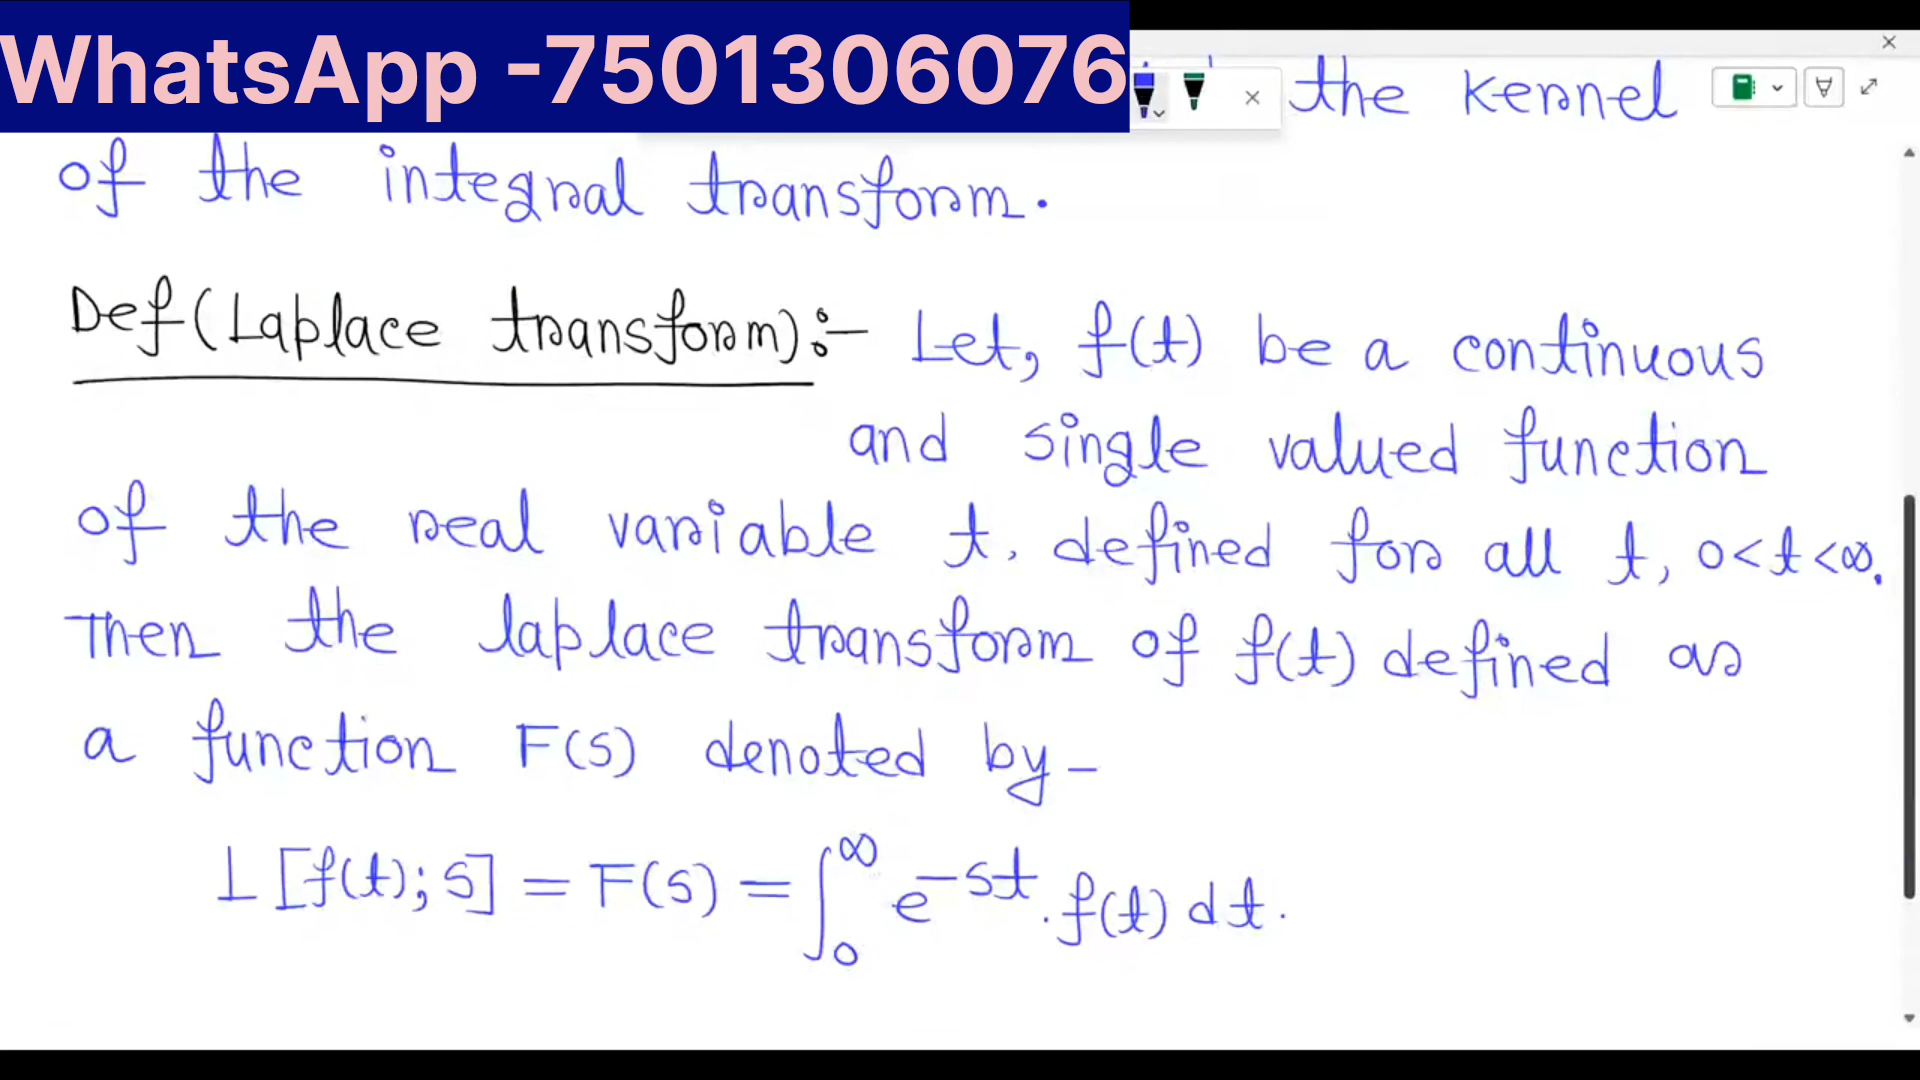 WhatsApp -7501306076
the kernel
of the integral transform.
Def(Laplace transform):- Let, f(t) be a continuous
and single valued function
of the real variable t. defined for all t, 0<t<∞.
Then the laplace transform of f(t) defined as
a function F(s) denoted by-
L[f(t);s] = F(s) = ∫₀^∞ e^{-st}.f(t) dt.